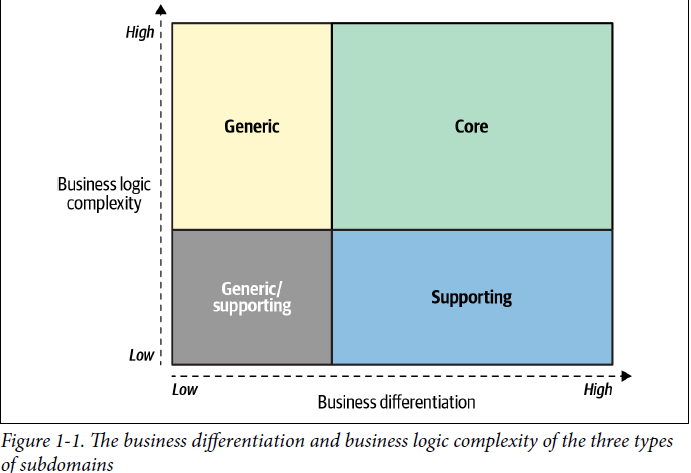 High
Generic
Core
Business logic
complexity
Generic/
supporting
Supporting
Low
Low
High
Business differentiation
Figure 1-1. The business differentiation and business logic complexity of the three types
of subdomains